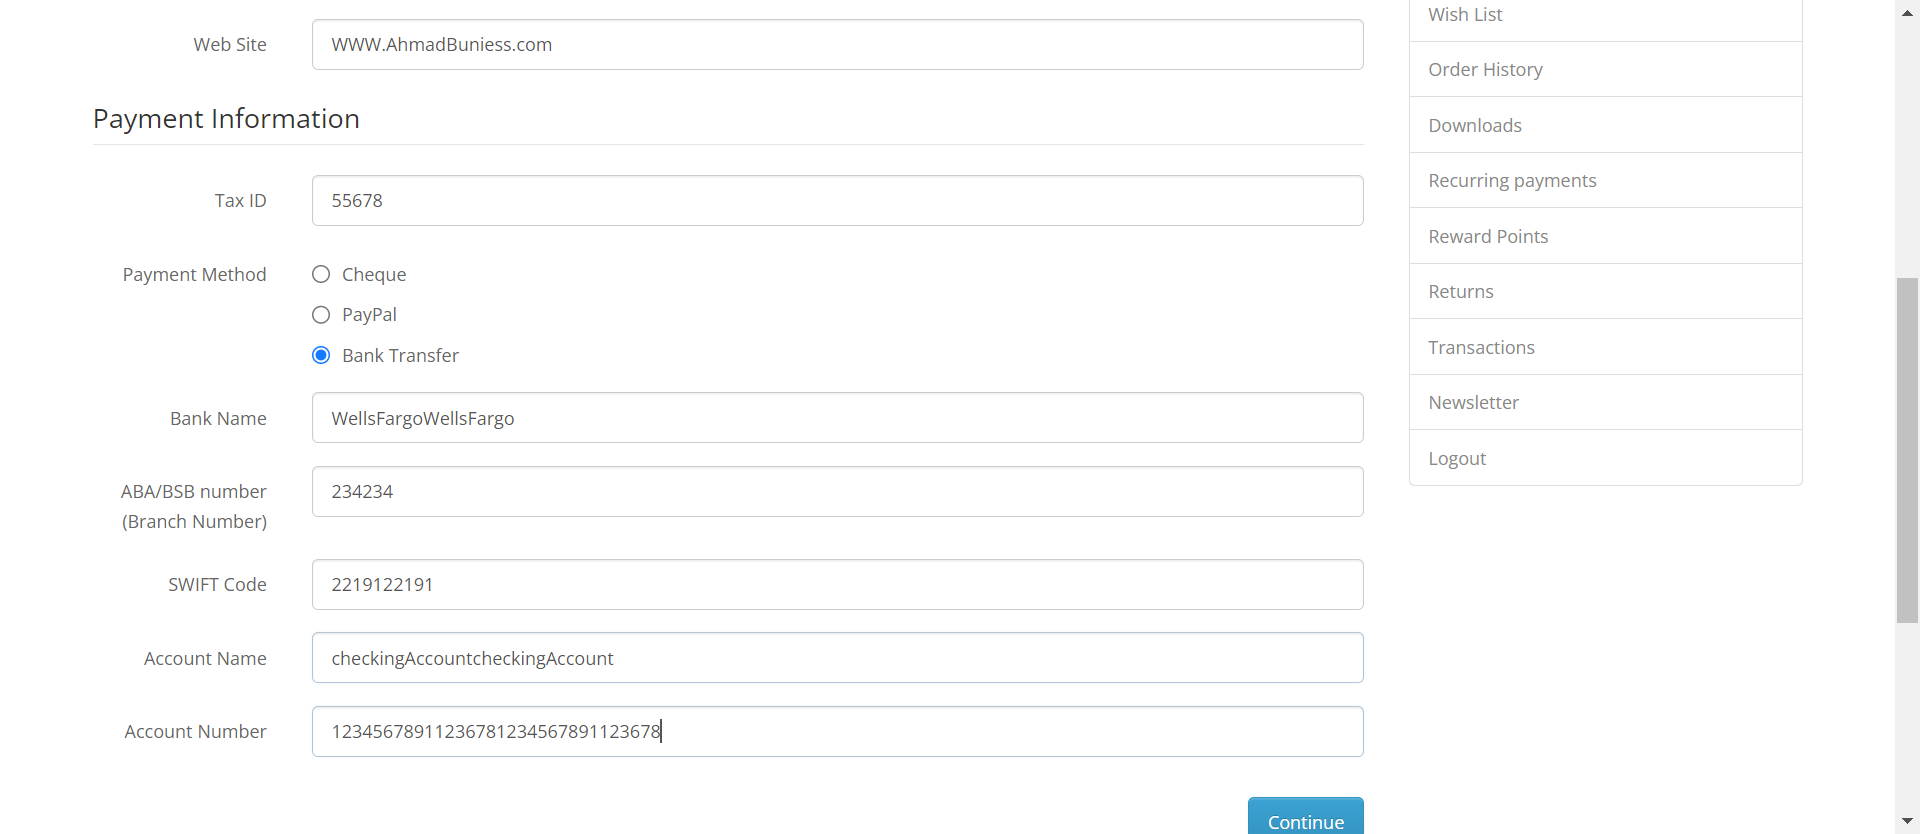 Web Site
WWW.AhmadBuniess.com
Payment Information
Tax ID
55678
Payment Method
Cheque
PayPal
Bank Transfer
Bank Name
WellsFargoWellsFargo
ABA/BSB number
(Branch Number)
234234
SWIFT Code
2219122191
Account Name
checkingAccountcheckingAccount
Account Number
1234567891123678​1234567891123678
Continue
Wish List
Order History
Downloads
Recurring payments
Reward Points
Returns
Transactions
Newsletter
Logout